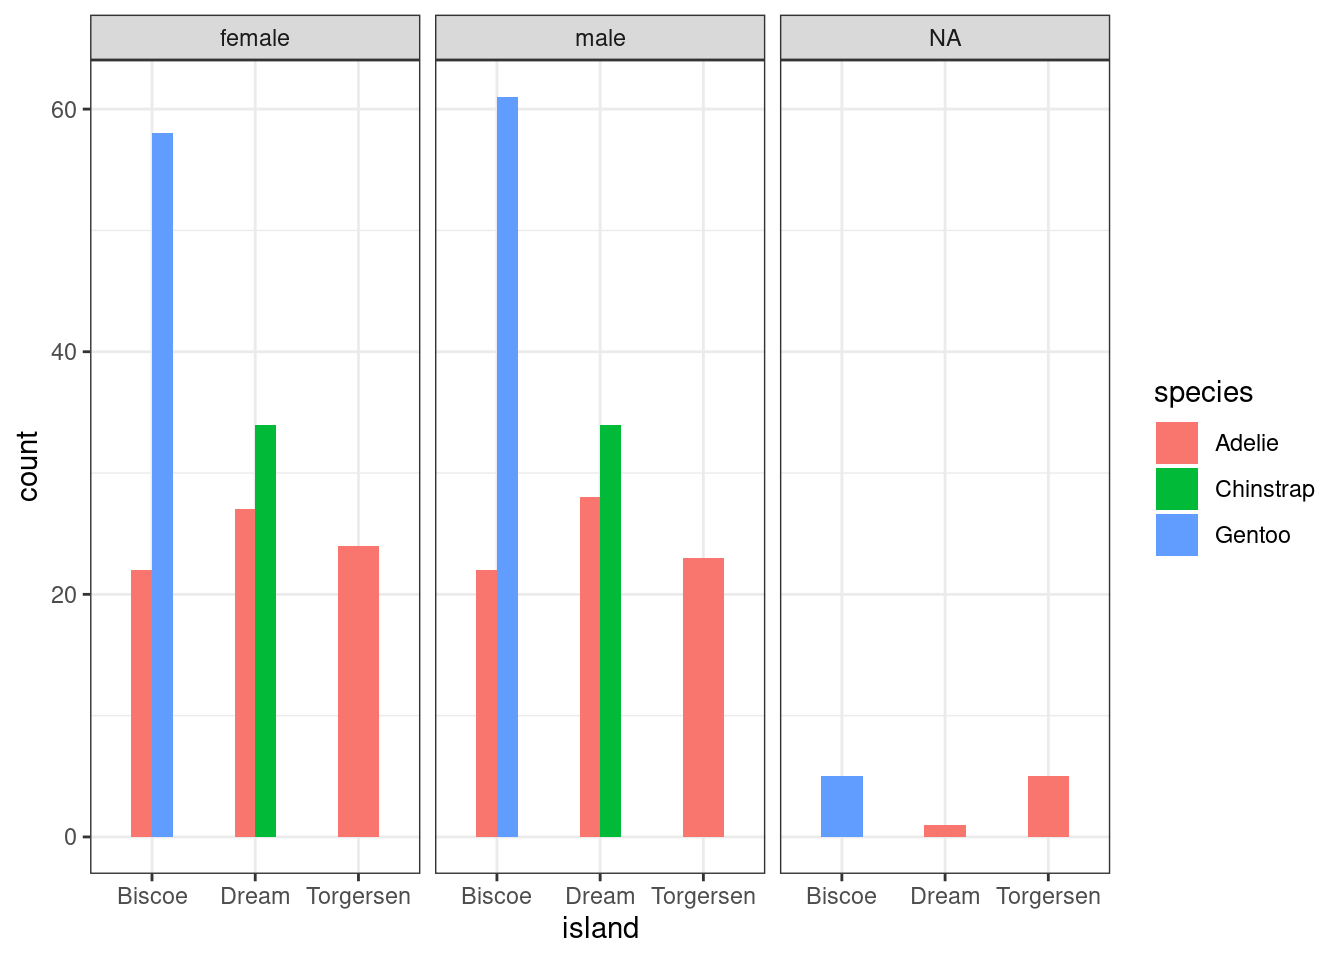 female male NA
60
40
20
0
count
Biscoe Dream Torgersen Biscoe Dream Torgersen Biscoe Dream Torgersen
island
species
Adelie
Chinstrap
Gentoo